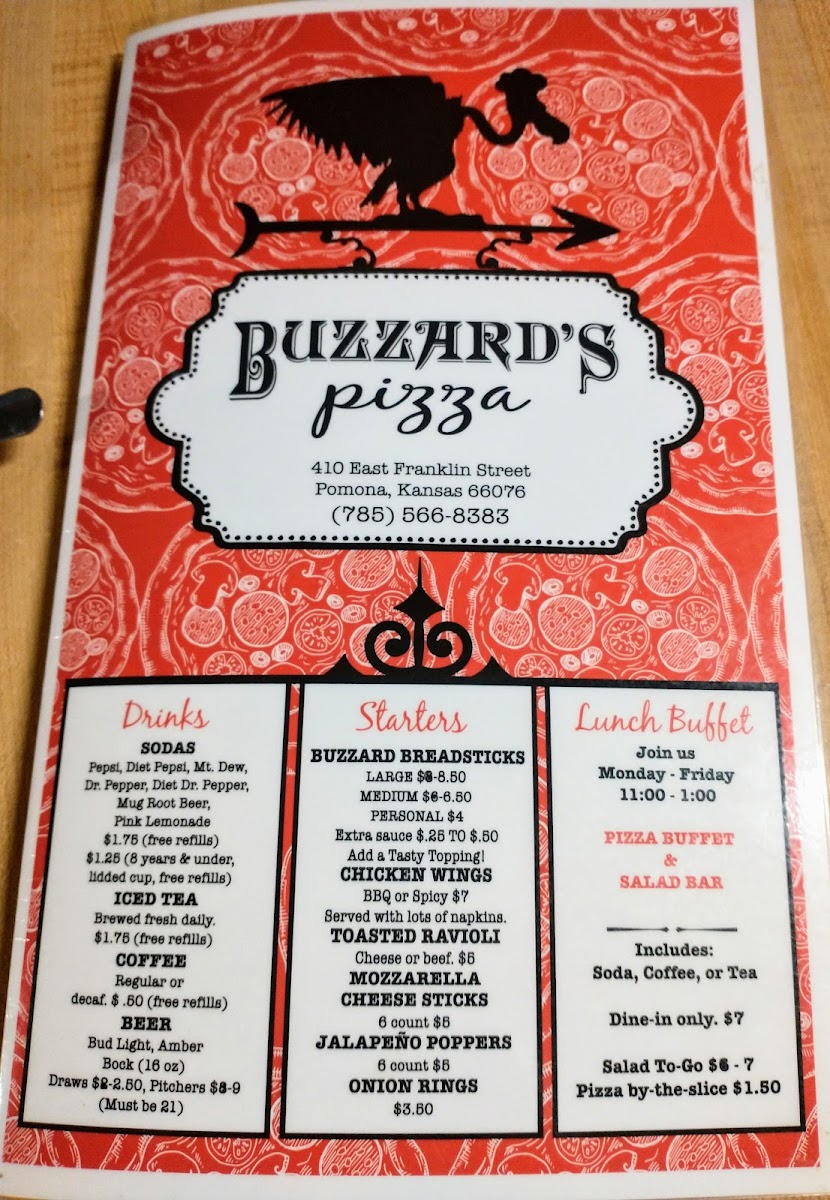 BUZZARD'S
pizza
410 East Franklin Street
Pomona, Kansas 66076
(785) 566-8383
Drinks
SODAS
Pepsi, Diet Pepsi, Mt. Dew,
Dr. Pepper, Diet Dr. Pepper,
Mug Root Beer,
Pink Lemonade
$1.75 (free refills)
$1.25 (8 years & under,
lidded cup, free refills)
ICED TEA
Brewed fresh daily.
$1.75 (free refills)
COFFEE
Regular or
decaf. $ .50 (free refills)
BEER
Bud Light, Amber
Bock (16 oz)
Draws $2-2.50, Pitchers $8-9
(Must be 21)
Starters
BUZZARD BREADSTICKS
LARGE $8-8.50
MEDIUM $6-6.50
PERSONAL $4
Extra sauce $.25 TO $.50
Add a Tasty Topping!
CHICKEN WINGS
BBQ or Spicy $7
Served with lots of napkins.
TOASTED RAVIOLI
Cheese or beef. $5
MOZZARELLA
CHEESE STICKS
6 count $5
JALAPEÑO POPPERS
6 count $5
ONION RINGS
$3.50
Lunch Buffet
Join us
Monday - Friday
11:00 - 1:00
PIZZA BUFFET
&
SALAD BAR
Includes:
Soda, Coffee, or Tea
Dine-in only. $7
Salad To-Go $6 - 7
Pizza by-the-slice $1.50